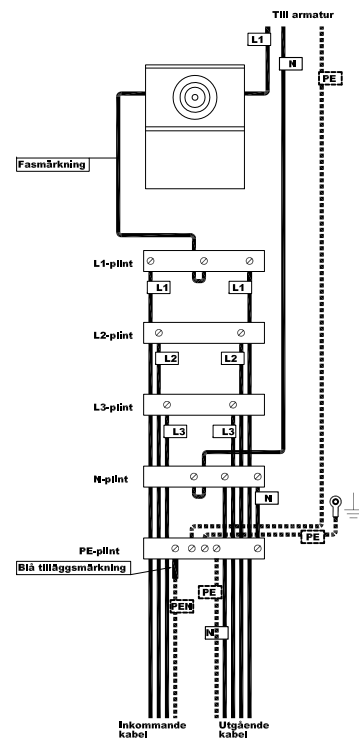 Till armatur
L1
N
PE
Fasmärkning
L1-plint
L1
L1
L2-plint
L2
L2
L3-plint
L3
L3
N-plint
N
PE
PE-plint
Blå tilläggsmärkning
PE
PEN
N
Inkommande
kabel
Utgående
kabel